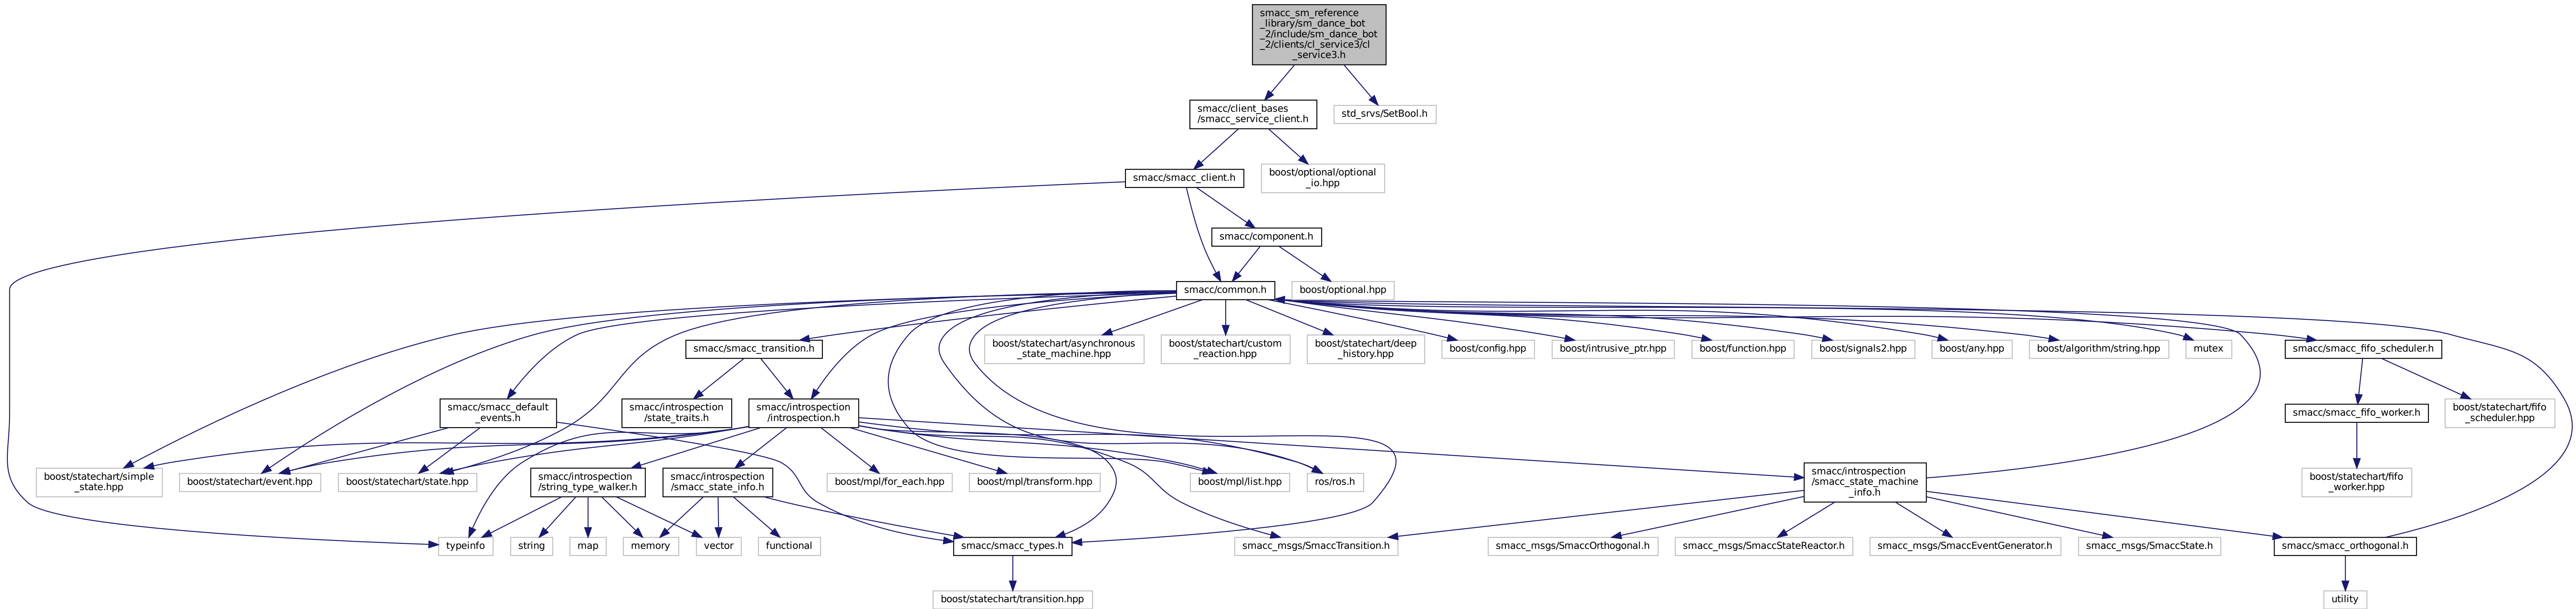 smacc_sm_reference
_library/sm_dance_bot
_2/include/sm_dance_bot
_2/clients/cl_service3/cl
_service3.h
smacc/client_bases
/smacc_service_client.h
std_srvs/SetBool.h
smacc/smacc_client.h
boost/optional/optional
_io.hpp
smacc/component.h
smacc/common.h
boost/optional.hpp
smacc/smacc_transition.h
boost/statechart/asynchronous
_state_machine.hpp
boost/statechart/custom
_reaction.hpp
boost/statechart/deep
_history.hpp
boost/config.hpp
boost/intrusive_ptr.hpp
boost/function.hpp
boost/signals2.hpp
boost/any.hpp
boost/algorithm/string.hpp
mutex
smacc/smacc_fifo_scheduler.h
smacc/smacc_default
_events.h
smacc/introspection
/state_traits.h
smacc/introspection
/introspection.h
smacc/smacc_fifo_worker.h
boost/statechart/fifo
_scheduler.hpp
boost/statechart/simple
_state.hpp
boost/statechart/event.hpp
boost/statechart/state.hpp
smacc/introspection
/string_type_walker.h
smacc/introspection
/smacc_state_info.h
boost/mpl/for_each.hpp
boost/mpl/transform.hpp
boost/mpl/list.hpp
ros/ros.h
smacc/introspection
/smacc_state_machine
_info.h
boost/statechart/fifo
_worker.hpp
typeinfo
string
map
memory
vector
functional
smacc/smacc_types.h
smacc_msgs/SmaccTransition.h
smacc_msgs/SmaccOrthogonal.h
smacc_msgs/SmaccStateReactor.h
smacc_msgs/SmaccEventGenerator.h
smacc_msgs/SmaccState.h
smacc/smacc_orthogonal.h
boost/statechart/transition.hpp
utility